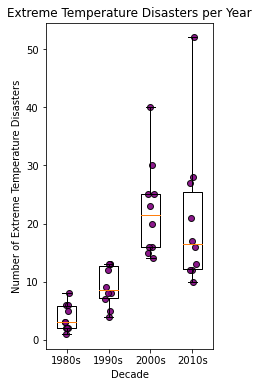 Extreme Temperature Disasters per Year
Number of Extreme Temperature Disasters
50
40
30
20
10
0
1980s 1990s 2000s 2010s
Decade